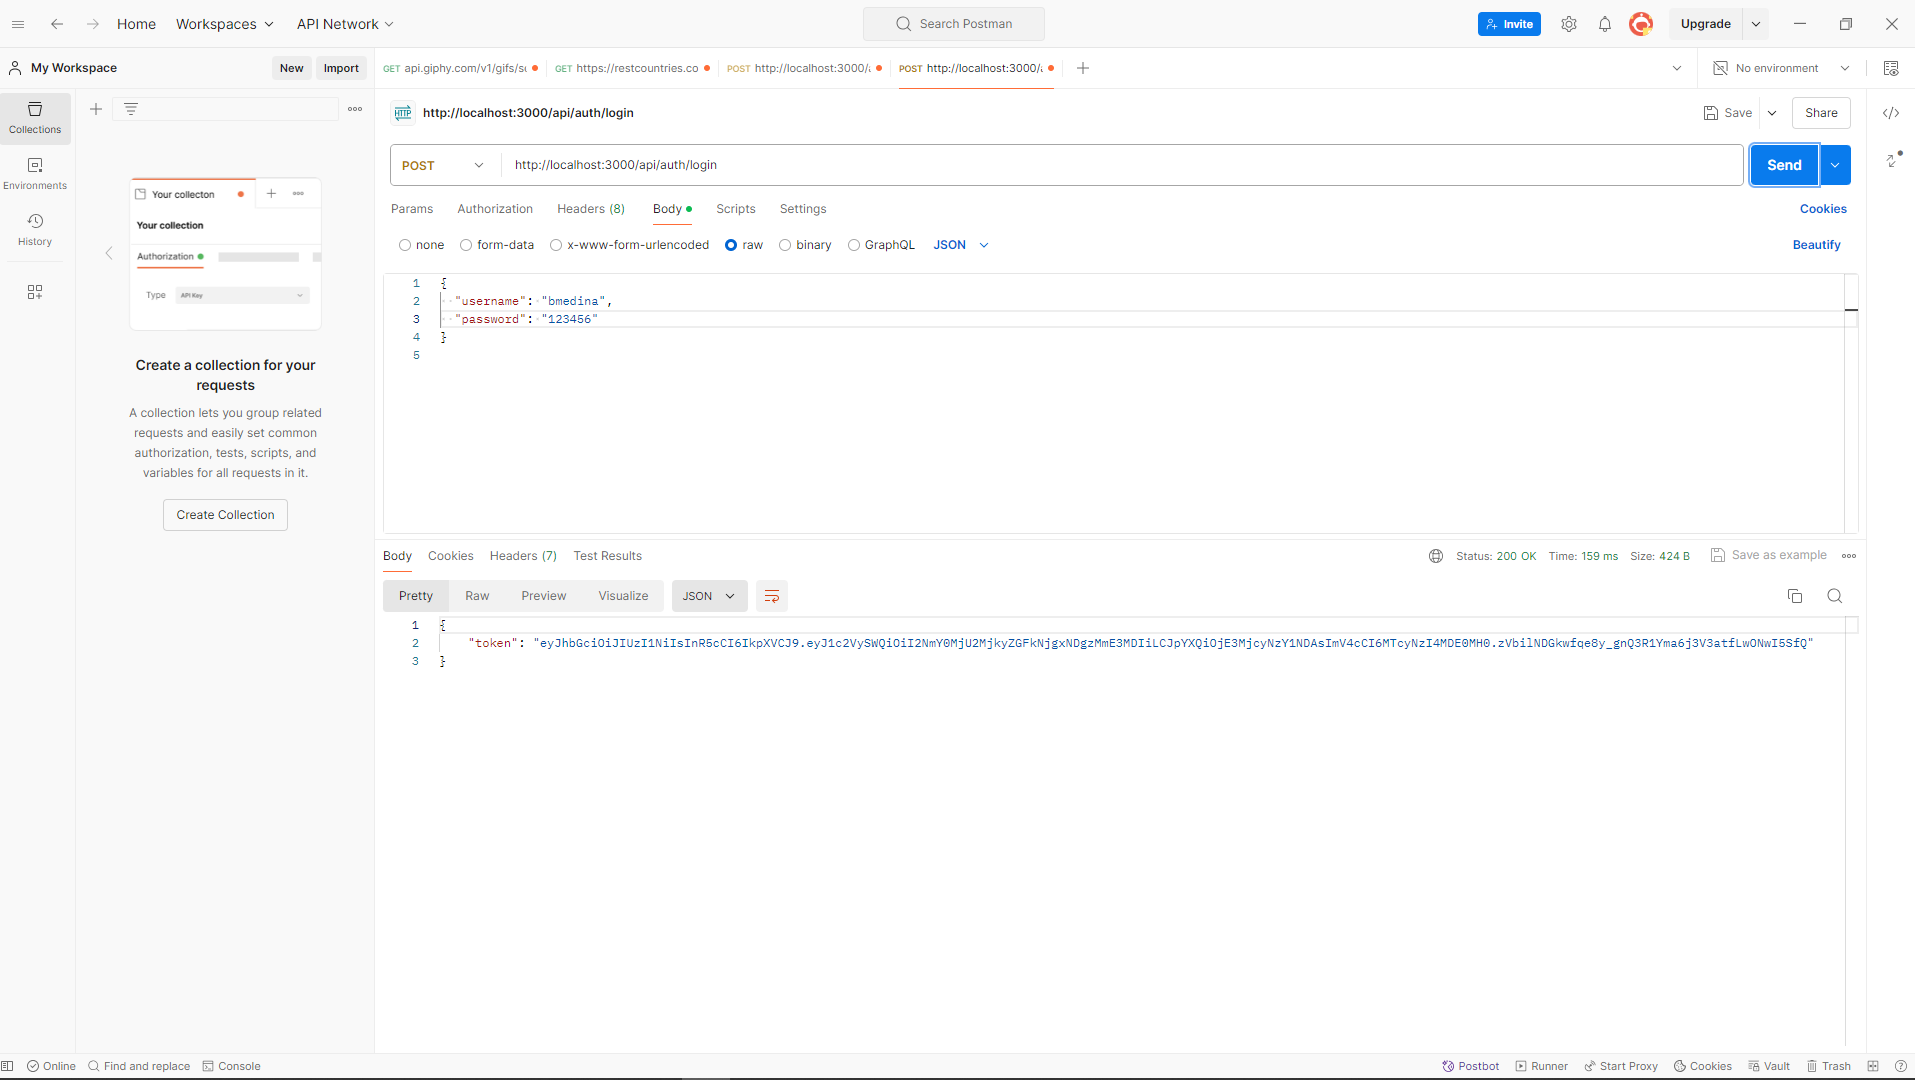 Home
Workspaces
API Network
Search Postman
Invite
Upgrade
My Workspace
New
Import
GET api.giphy.com/v1/gifs/se
GET https://restcountries.co
POST http://localhost:3000/
POST http://localhost:3000/
No environment
Collections
Environments
History
HTTP
http://localhost:3000/api/auth/login
Save
Share
POST
http://localhost:3000/api/auth/login
Send
Params
Authorization
Headers (8)
Body
Scripts
Settings
Cookies
none
form-data
x-www-form-urlencoded
raw
binary
GraphQL
JSON
Beautify
1 {
2 "username": "bmedina",
3 "password": "123456"
4 }
5
Your collecton
Your collection
Authorization
Type
API Key
Create a collection for your
requests
A collection lets you group related
requests and easily set common
authorization, tests, scripts, and
variables for all requests in it.
Create Collection
Body
Cookies
Headers (7)
Test Results
Status: 200 OK
Time: 159 ms
Size: 424 B
Save as example
Pretty
Raw
Preview
Visualize
JSON
1 {
2 "token": "eyJhbGciOiJIUzI1NiIsInR5cCI6IkpXVCJ9.eyJ1c2VySWQiOiI2NmY0MjU2MjkyZGFkNjgxNDgzMmE3MDIiLCJpYXQiOjE3MjcyNzY1NDAsImV4cCI6MTcyNzI4MDE0MH0.zVbilNDGkwfqe8y_gnQ3R1Yma6j3V3atfLwONwI5SfQ"
3 }
Online
Find and replace
Console
Postbot
Runner
Start Proxy
Cookies
Vault
Trash